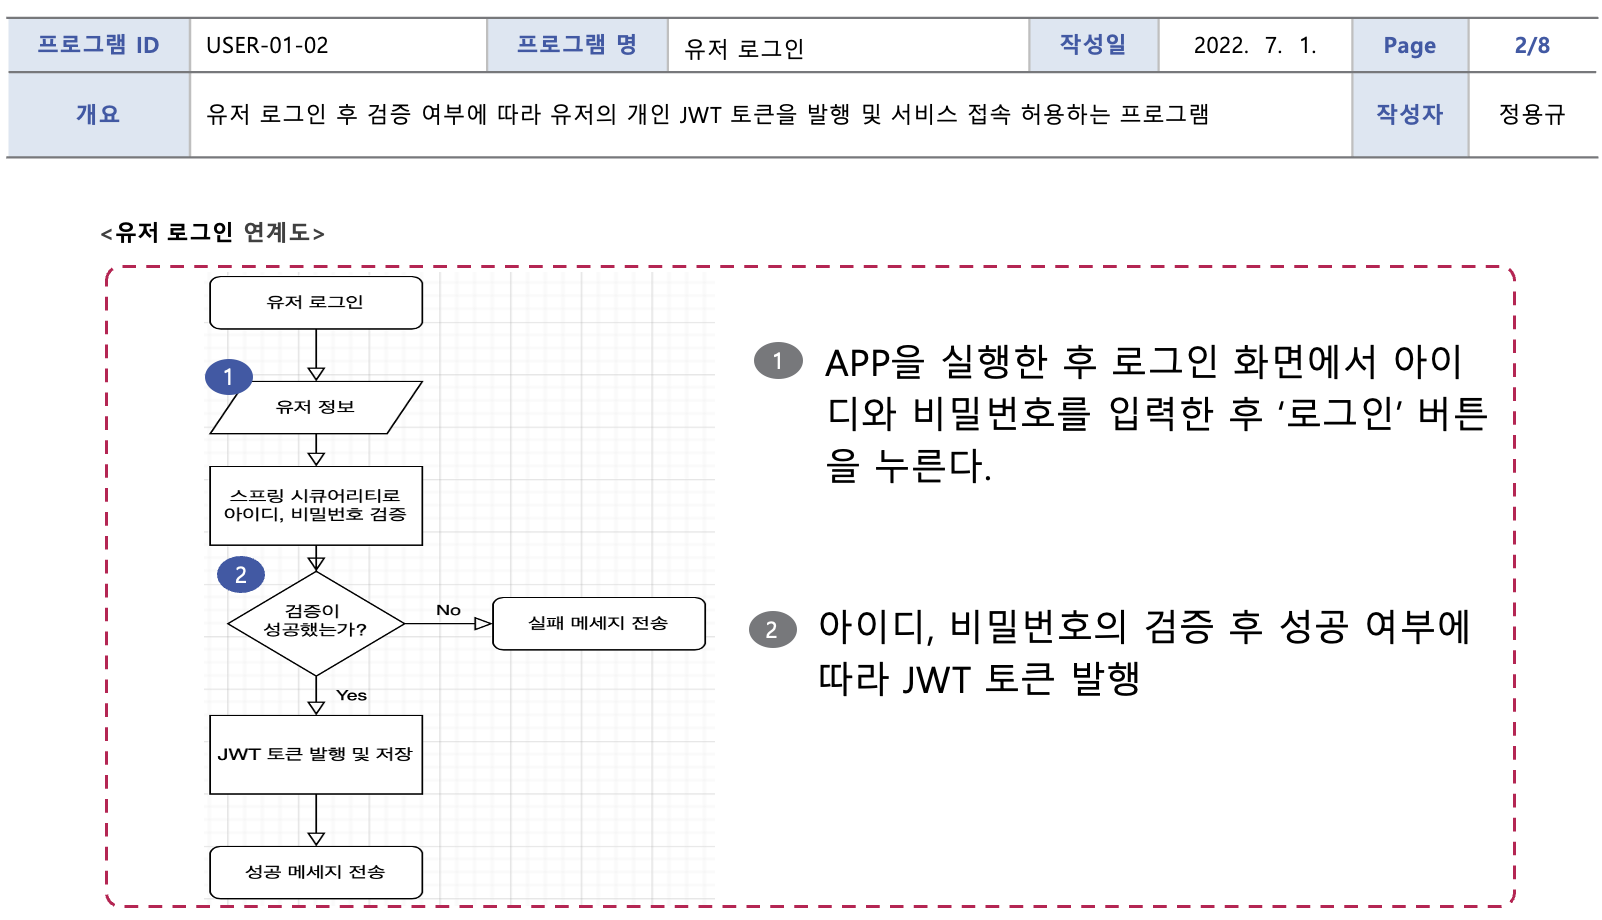 프로그램 ID USER-01-02 프로그램 명 유저 로그인 작성일 2022. 7. 1. Page 2/8
개요 유저 로그인 후 검증 여부에 따라 유저의 개인 JWT 토큰을 발행 및 서비스 접속 허용하는 프로그램 작성자 정용규
<유저 로그인 연계도>
유저 로그인
1
유저 정보
스프링 시큐어리티로
아이디, 비밀번호 검증
2
검증이
성공했는가?
No
실패 메세지 전송
Yes
JWT 토큰 발행 및 저장
성공 메세지 전송
1 APP을 실행한 후 로그인 화면에서 아이
디와 비밀번호를 입력한 후 ‘로그인’ 버튼
을 누른다.
2 아이디, 비밀번호의 검증 후 성공 여부에
따라 JWT 토큰 발행